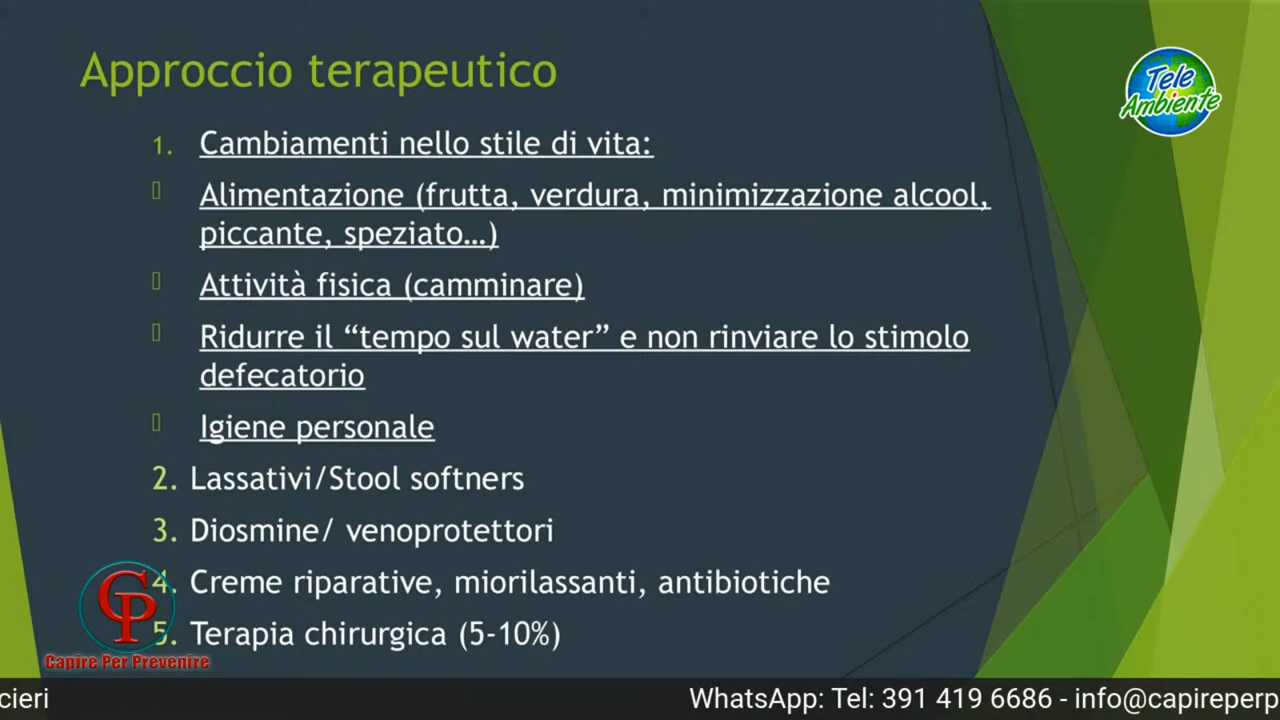 Approccio terapeutico
Tele
Ambiente
1. Cambiamenti nello stile di vita:
Alimentazione (frutta, verdura, minimizzazione alcool,
piccante, speziato…)
Attività fisica (camminare)
Ridurre il “tempo sul water” e non rinviare lo stimolo
defecatorio
Igiene personale
2. Lassativi/Stool softners
3. Diosmine/ venoprotettori
4. Creme riparative, miorilassanti, antibiotiche
5. Terapia chirurgica (5-10%)
CP
Capire Per Prevenire
cieri
WhatsApp: Tel: 391 419 6686 - info@capireperp